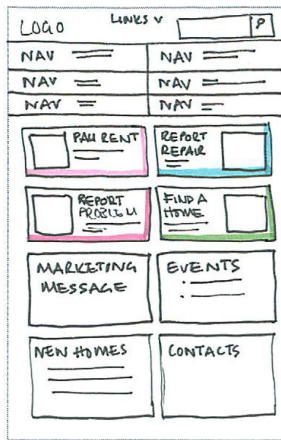 LOGO LINKS v
NAV NAV
NAV NAV
NAV NAV
PAY RENT
REPORT
REPAIR
REPORT
PROBLEM
FIND A
HOME
MARKETING
MESSAGE
EVENTS
NEW HOMES
CONTACTS